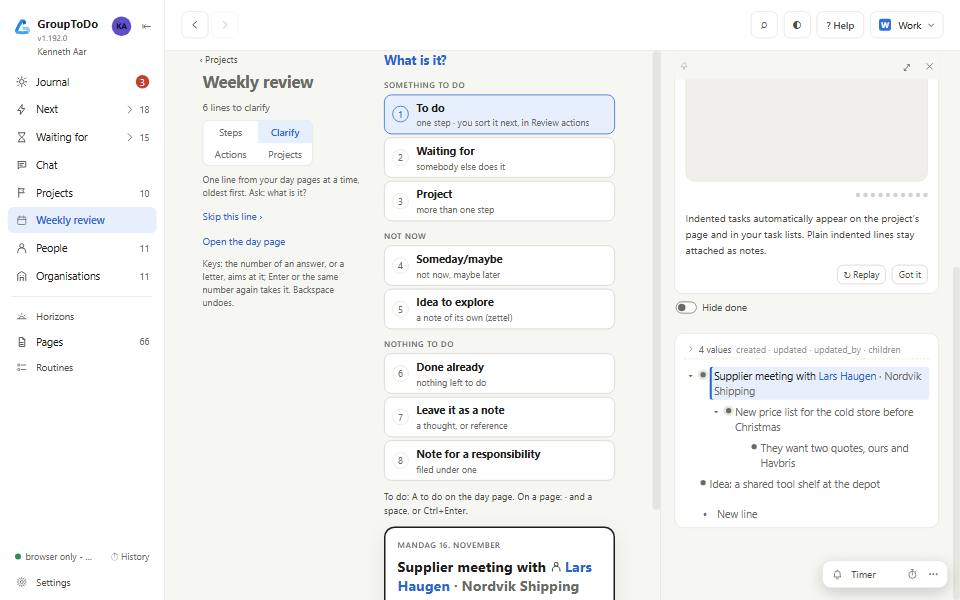 GroupToDo
v1.192.0
Kenneth Aar
KA
Journal 3
Next 18
Waiting for 15
Chat
Projects 10
Weekly review
People 11
Organisations 11
Horizons
Pages 66
Routines
browser only - ...
History
Settings
? Help
W Work
‹ Projects
Weekly review
6 lines to clarify
Steps Clarify
Actions Projects
One line from your day pages at a time,
oldest first. Ask: what is it?
Skip this line ›
Open the day page
Keys: the number of an answer, or a
letter, aims at it; Enter or the same
number again takes it. Backspace
undoes.
What is it?
SOMETHING TO DO
1 To do
one step · you sort it next, in Review actions
2 Waiting for
somebody else does it
3 Project
more than one step
NOT NOW
4 Someday/maybe
not now, maybe later
5 Idea to explore
a note of its own (zettel)
NOTHING TO DO
6 Done already
nothing left to do
7 Leave it as a note
a thought, or reference
8 Note for a responsibility
filed under one
To do: A to do on the day page. On a page: · and a
space, or Ctrl+Enter.
MANDAG 16. NOVEMBER
Supplier meeting with Lars
Haugen · Nordvik Shipping
Indented tasks automatically appear on the project's
page and in your task lists. Plain indented lines stay
attached as notes.
↻ Replay Got it
Hide done
4 values created · updated · updated_by · children
Supplier meeting with Lars Haugen · Nordvik
Shipping
New price list for the cold store before
Christmas
They want two quotes, ours and
Havbris
Idea: a shared tool shelf at the depot
New line
Timer